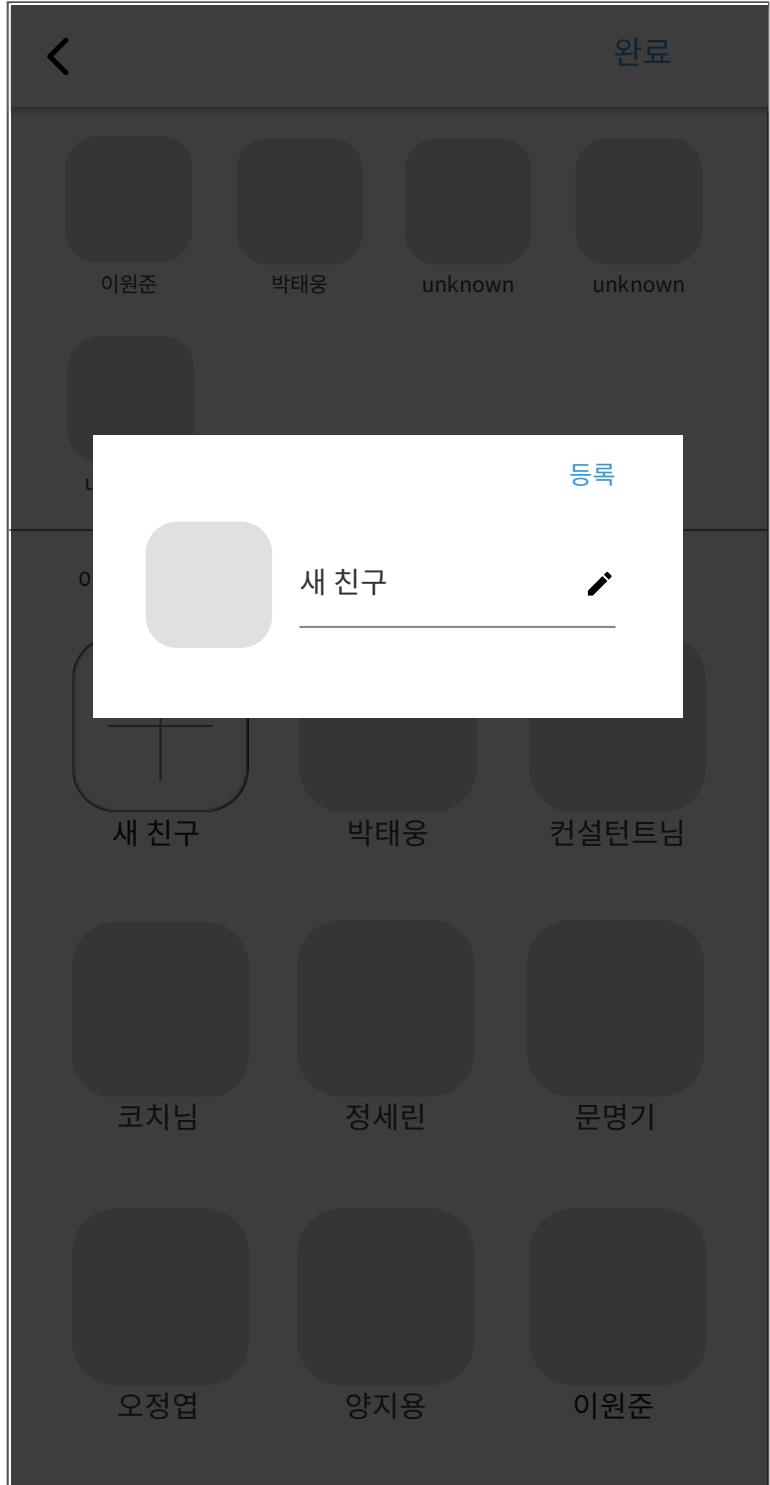 완료
이원준 박태웅 unknown unknown
등록
새 친구
새 친구 박태웅 컨설턴트님
코치님 정세린 문명기
오정엽 양지용 이원준